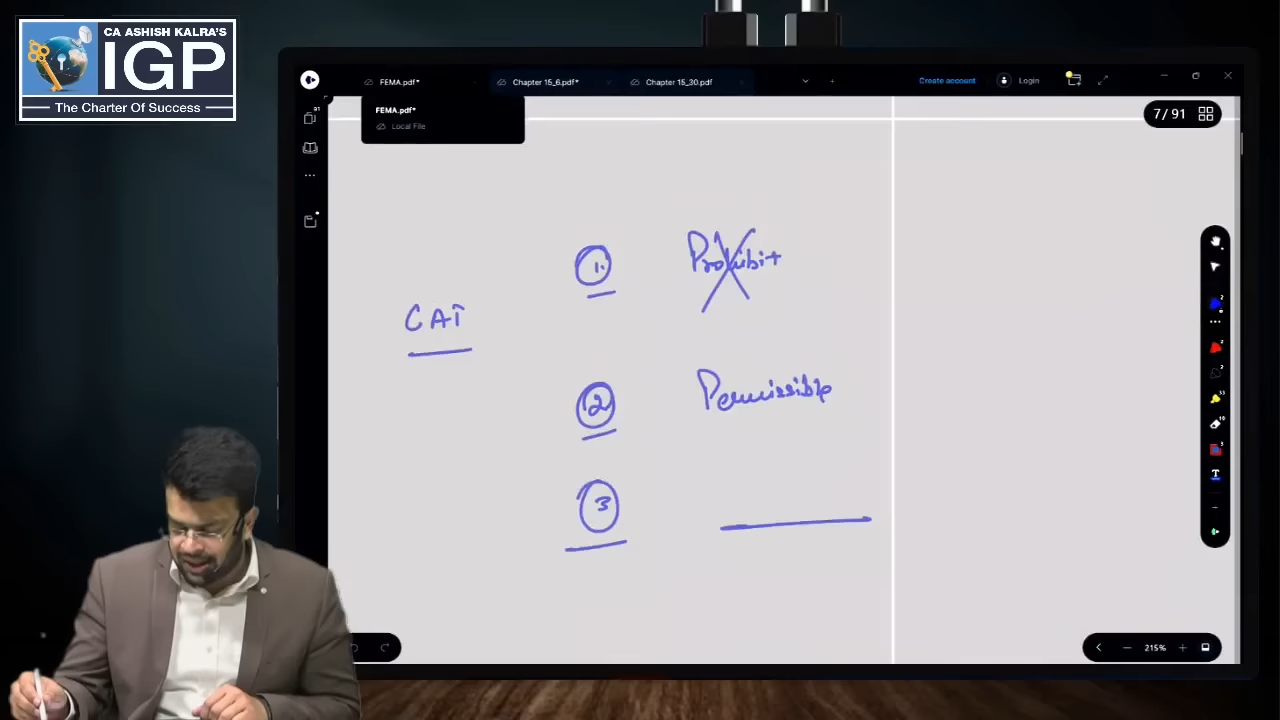 CA ASHISH KALRA'S
IGP
The Charter Of Success
FEMA.pdf*
Chapter 15_6.pdf*
Chapter 15_30.pdf
Create account
Login
FEMA.pdf*
Local File
91
7/ 91
1.
Prohibit
CAT
2
Permissible
3
215%